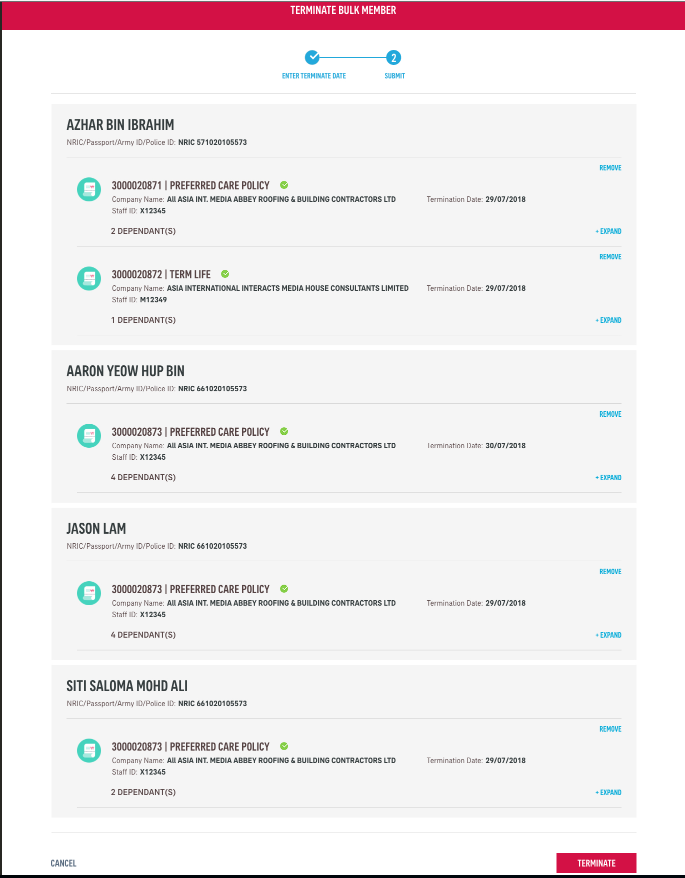 TERMINATE BULK MEMBER
2
ENTER TERMINATE DATE SUBMIT
AZHAR BIN IBRAHIM
NRIC/Passport/Army ID/Police ID: NRIC 571020105573
REMOVE
3000020871 | PREFERRED CARE POLICY
Company Name: All ASIA INT. MEDIA ABBEY ROOFING & BUILDING CONTRACTORS LTD Termination Date: 29/07/2018
Staff ID: X12345
2 DEPENDANT(S) + EXPAND
REMOVE
3000020872 | TERM LIFE
Company Name: ASIA INTERNATIONAL INTERACTS MEDIA HOUSE CONSULTANTS LIMITED Termination Date: 29/07/2018
Staff ID: M12349
1 DEPENDANT(S) + EXPAND
AARON YEOW HUP BIN
NRIC/Passport/Army ID/Police ID: NRIC 661020105573
REMOVE
3000020873 | PREFERRED CARE POLICY
Company Name: All ASIA INT. MEDIA ABBEY ROOFING & BUILDING CONTRACTORS LTD Termination Date: 30/07/2018
Staff ID: X12345
4 DEPENDANT(S) + EXPAND
JASON LAM
NRIC/Passport/Army ID/Police ID: NRIC 661020105573
REMOVE
3000020873 | PREFERRED CARE POLICY
Company Name: All ASIA INT. MEDIA ABBEY ROOFING & BUILDING CONTRACTORS LTD Termination Date: 29/07/2018
Staff ID: X12345
4 DEPENDANT(S) + EXPAND
SITI SALOMA MOHD ALI
NRIC/Passport/Army ID/Police ID: NRIC 661020105573
REMOVE
3000020873 | PREFERRED CARE POLICY
Company Name: All ASIA INT. MEDIA ABBEY ROOFING & BUILDING CONTRACTORS LTD Termination Date: 29/07/2018
Staff ID: X12345
2 DEPENDANT(S) + EXPAND
CANCEL TERMINATE